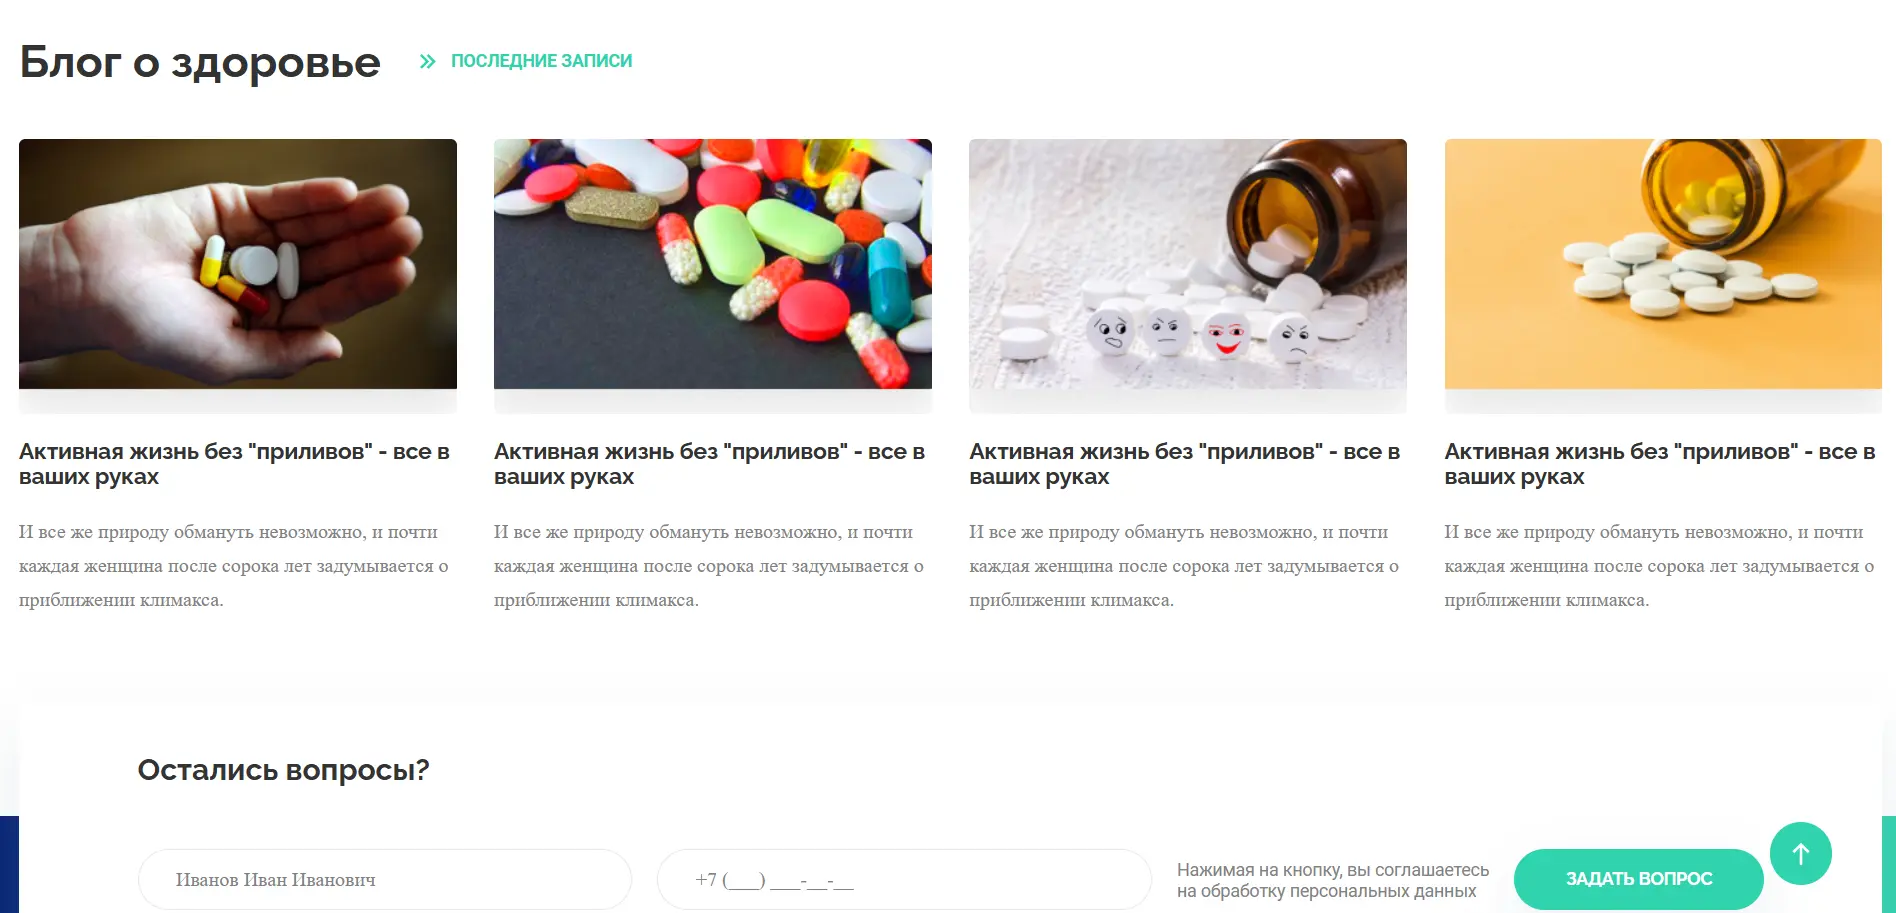 Блог о здоровье
ПОСЛЕДНИЕ ЗАПИСИ
Активная жизнь без "приливов" - все в
ваших руках
И все же природу обмануть невозможно, и почти
каждая женщина после сорока лет задумывается о
приближении климакса.
Активная жизнь без "приливов" - все в
ваших руках
И все же природу обмануть невозможно, и почти
каждая женщина после сорока лет задумывается о
приближении климакса.
Активная жизнь без "приливов" - все в
ваших руках
И все же природу обмануть невозможно, и почти
каждая женщина после сорока лет задумывается о
приближении климакса.
Активная жизнь без "приливов" - все в
ваших руках
И все же природу обмануть невозможно, и почти
каждая женщина после сорока лет задумывается о
приближении климакса.
Остались вопросы?
Иванов Иван Иванович
+7 (___) ___-__-__
Нажимая на кнопку, вы соглашаетесь
на обработку персональных данных
ЗАДАТЬ ВОПРОС